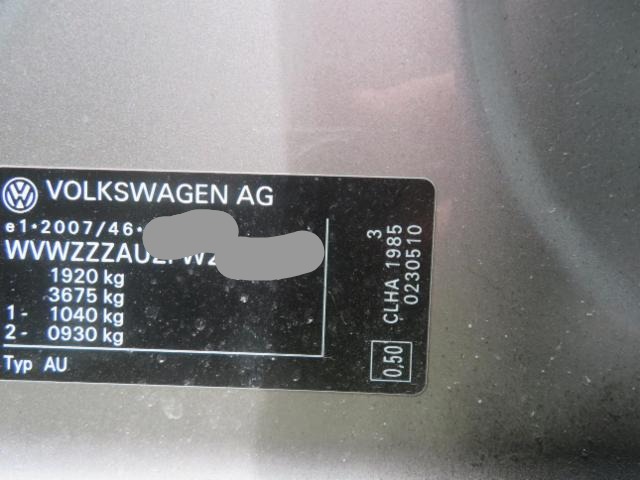 VOLKSWAGEN AG
e1*2007/46*
WVWZZZAUZ
1920 kg
3675 kg
1- 1040 kg
2- 0930 kg
Typ AU
3
CLHA 1985
0230510
0,50